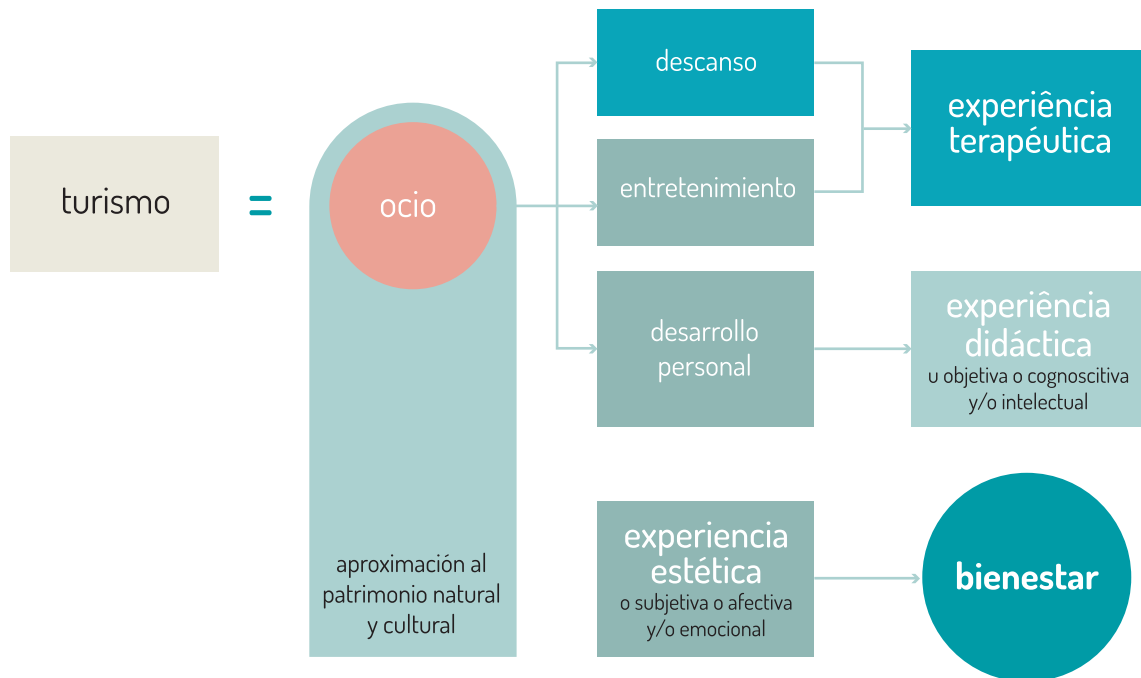 turismo
=
ocio
aproximación al
patrimonio natural
y cultural
descanso
entretenimiento
desarrollo
personal
experiência
terapéutica
experiência
didáctica
u objetiva o cognoscitiva
y/o intelectual
experiencia
estética
o subjetiva o afectiva
y/o emocional
bienestar